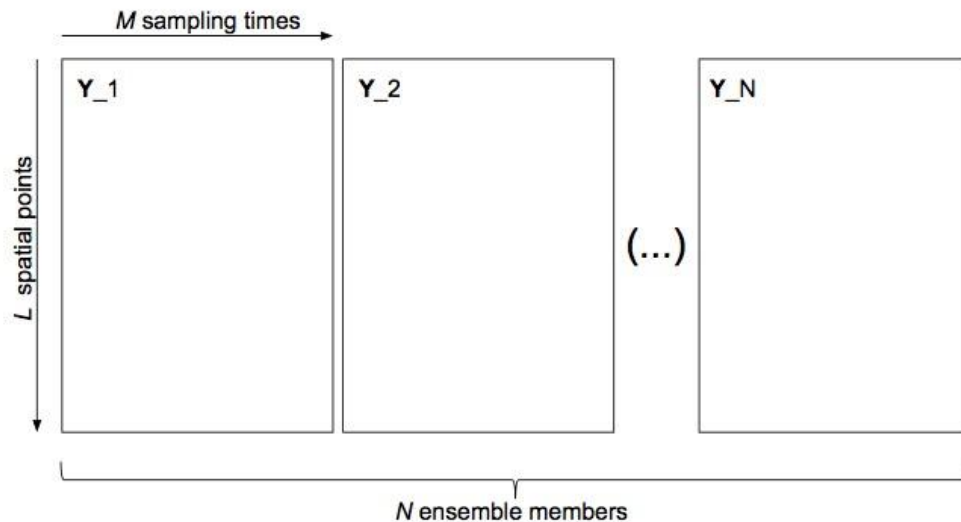 M sampling times
Y_1
Y_2
Y_N
L spatial points
(...)
N ensemble members